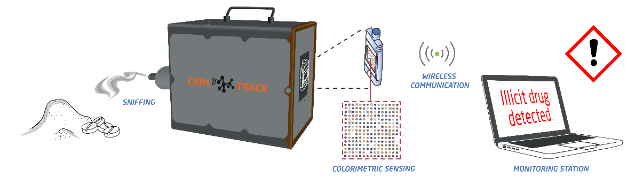 SNIFFING
CRIM TRACK
WIRELESS
COMMUNICATION
COLORIMETRIC SENSING
Illicit drug
detected
!
MONITORING STATION